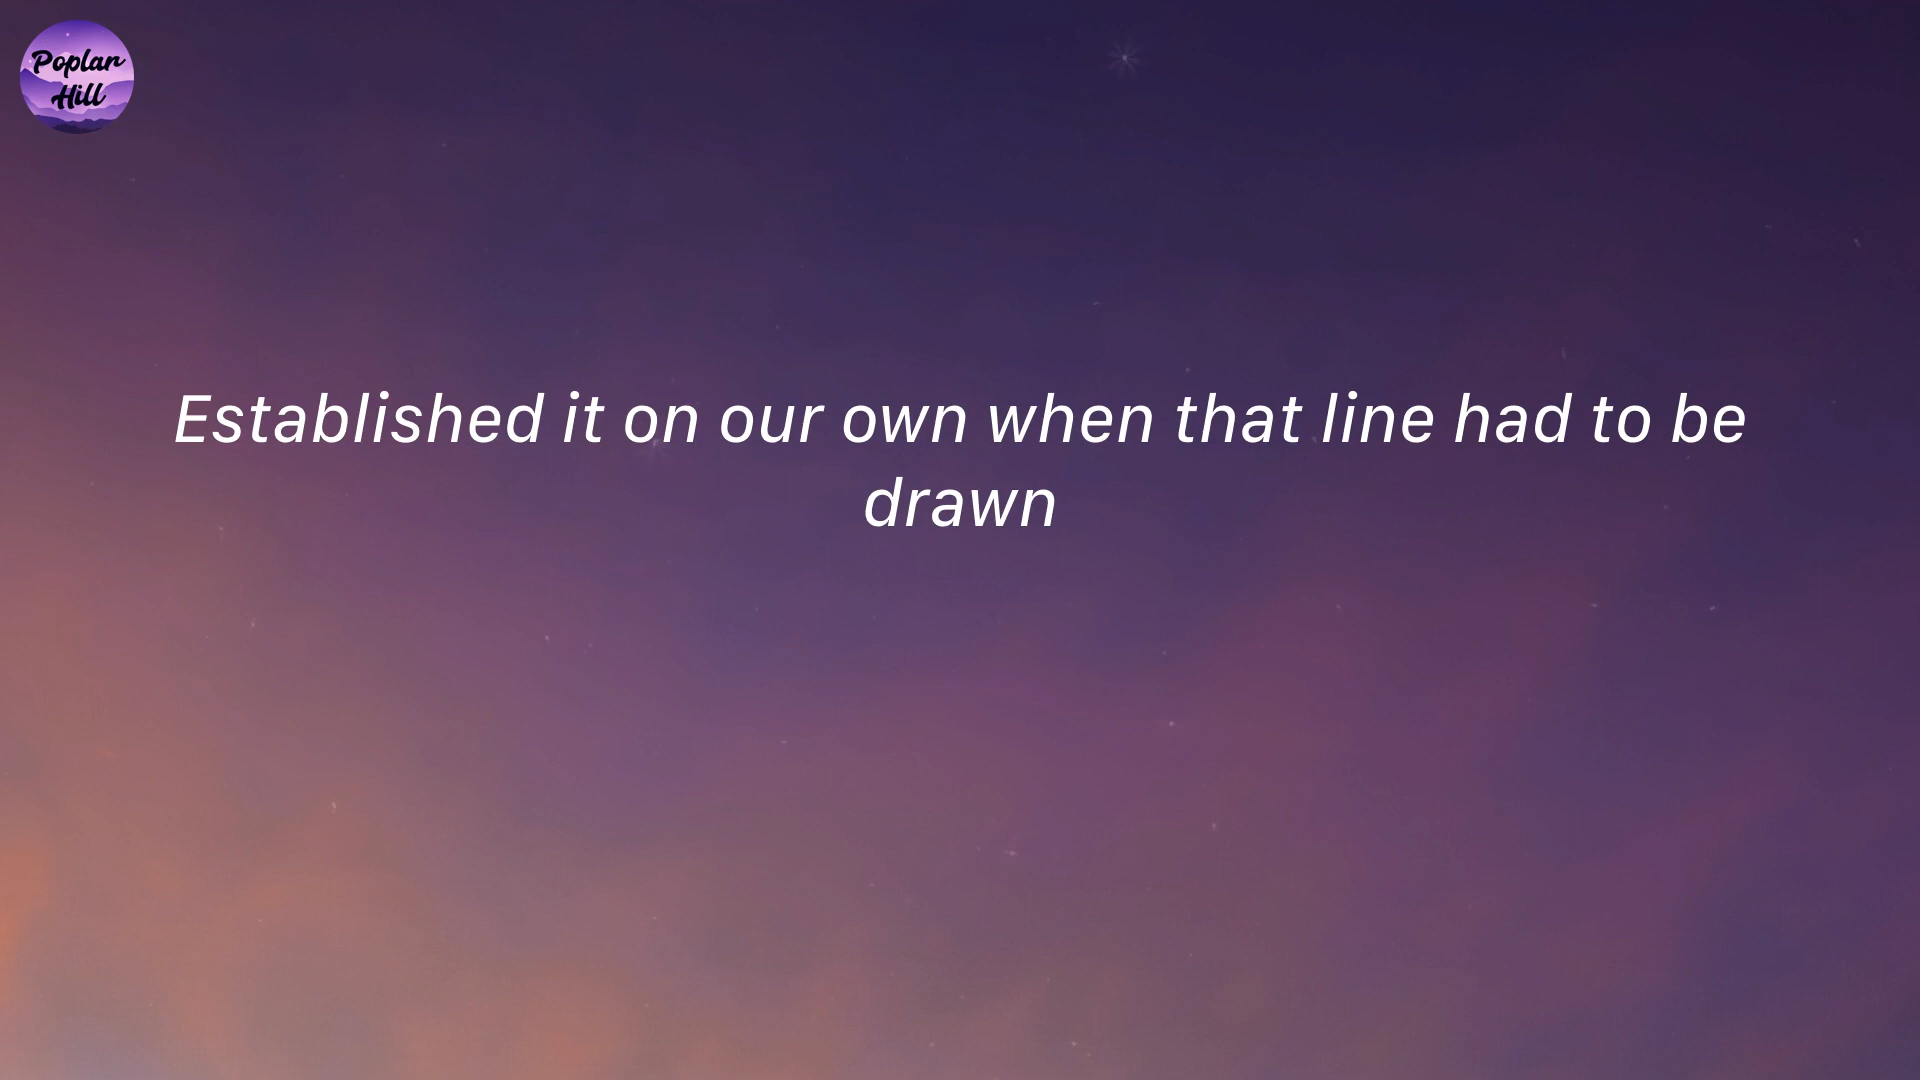 Poplar
Hill
Established it on our own when that line had to be
drawn